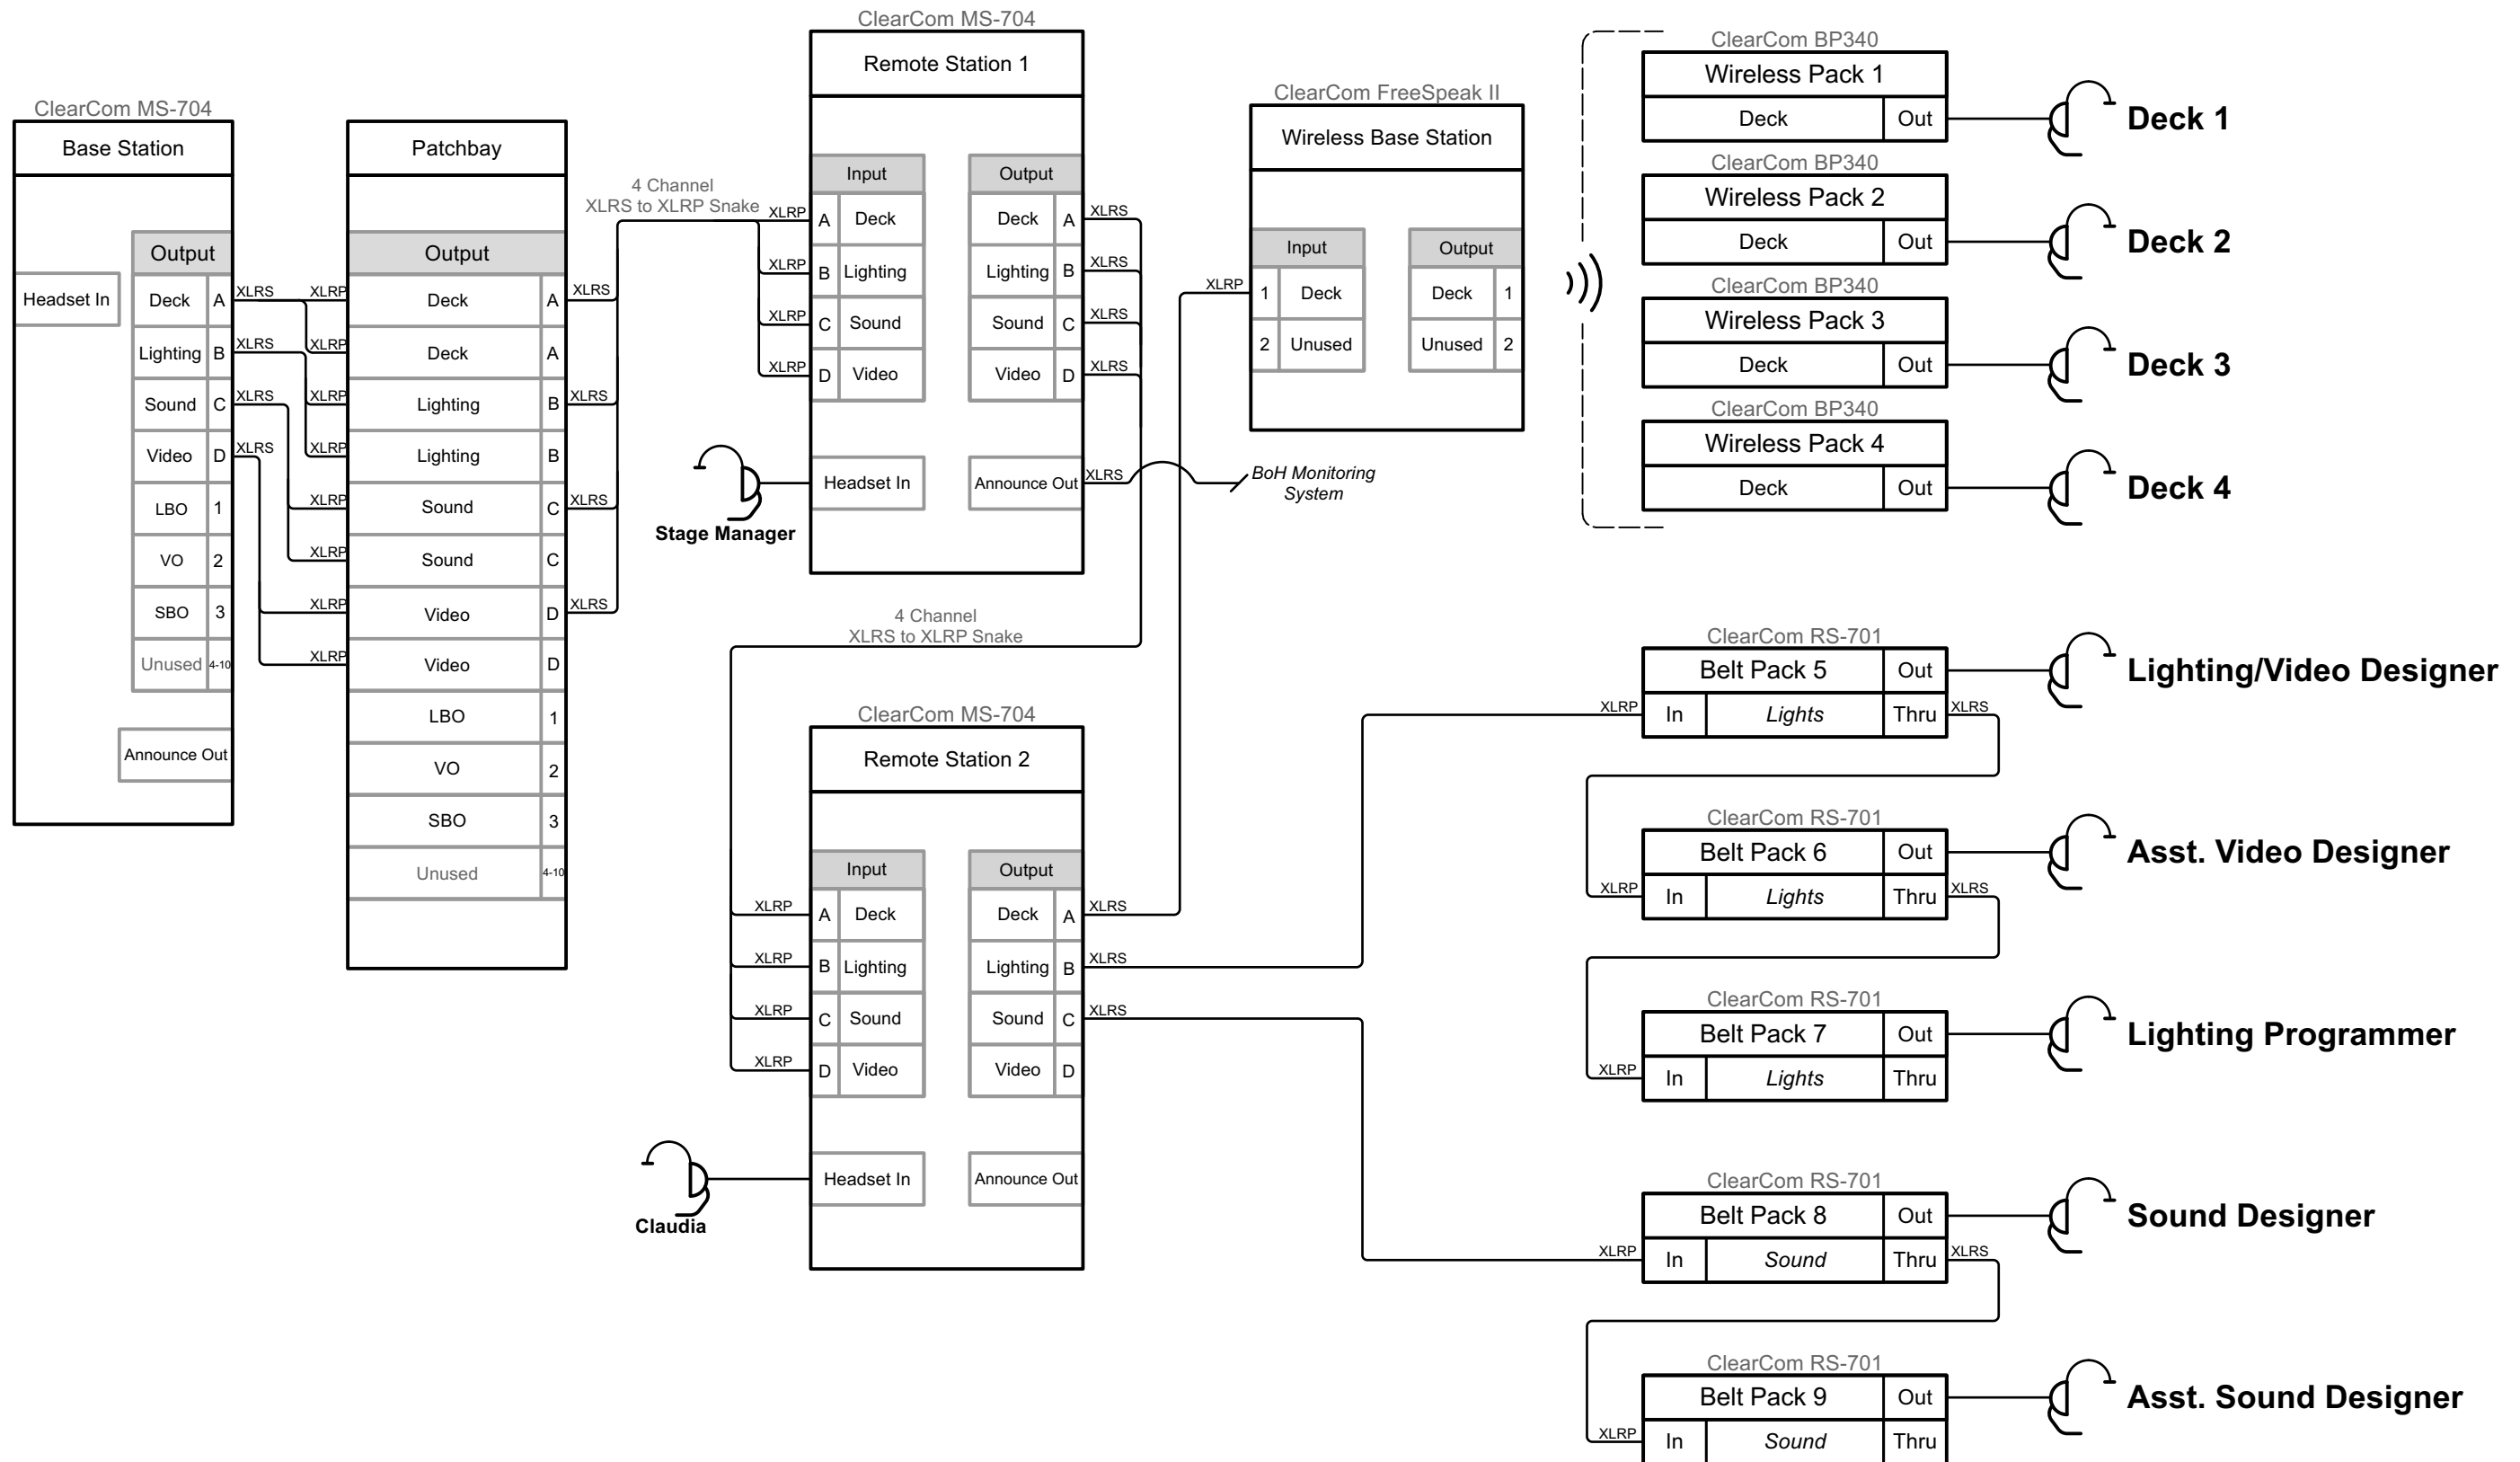 ClearCom MS-704
Base Station
Output
Headset In
Deck A XLRS
Lighting B XLRS
Sound C XLRS
Video D XLRS
LBO 1
VO 2
SBO 3
Unused 4-10
Announce Out
Patchbay
Output
XLRP Deck A XLRS
XLRP Deck A
XLRP Lighting B XLRS
XLRP Lighting B
XLRP Sound C XLRS
XLRP Sound C
XLRP Video D XLRS
XLRP Video D
LBO 1
VO 2
SBO 3
Unused 4-10
4 Channel
XLRS to XLRP Snake
ClearCom MS-704
Remote Station 1
Input
XLRP A Deck
XLRP B Lighting
XLRP C Sound
XLRP D Video
Output
Deck A XLRS
Lighting B XLRS
Sound C XLRS
Video D XLRS
Headset In
Stage Manager
Announce Out XLRS
BoH Monitoring
System
4 Channel
XLRS to XLRP Snake
ClearCom MS-704
Remote Station 2
Input
XLRP A Deck
XLRP B Lighting
XLRP C Sound
XLRP D Video
Output
Deck A XLRS
Lighting B XLRS
Sound C XLRS
Video D
Headset In
Claudia
Announce Out
ClearCom FreeSpeak II
Wireless Base Station
Input
XLRP 1 Deck
2 Unused
Output
Deck 1
Unused 2
ClearCom BP340
Wireless Pack 1
Deck Out
Deck 1
ClearCom BP340
Wireless Pack 2
Deck Out
Deck 2
ClearCom BP340
Wireless Pack 3
Deck Out
Deck 3
ClearCom BP340
Wireless Pack 4
Deck Out
Deck 4
ClearCom RS-701
Belt Pack 5 Out
Lighting/Video Designer
XLRP In Lights Thru XLRS
ClearCom RS-701
Belt Pack 6 Out
Asst. Video Designer
XLRP In Lights Thru XLRS
ClearCom RS-701
Belt Pack 7 Out
Lighting Programmer
XLRP In Lights Thru
ClearCom RS-701
Belt Pack 8 Out
Sound Designer
XLRP In Sound Thru XLRS
ClearCom RS-701
Belt Pack 9 Out
Asst. Sound Designer
XLRP In Sound Thru